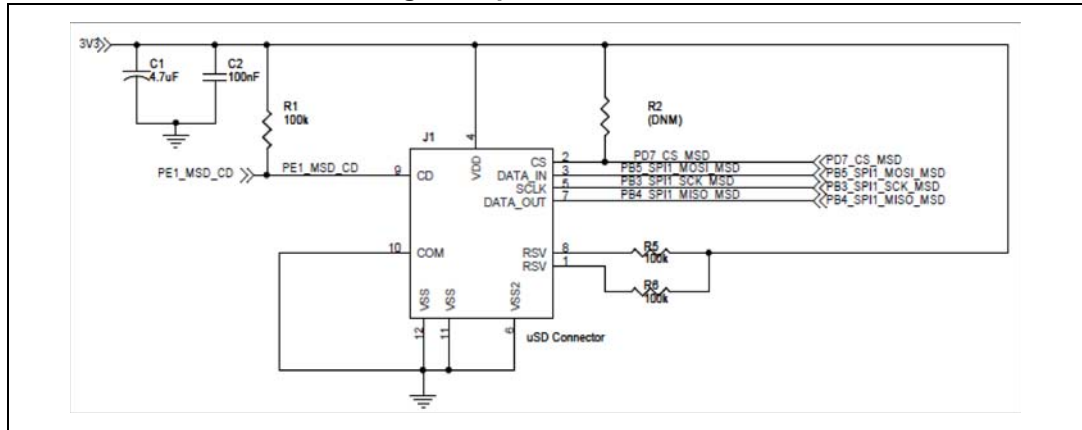 3V3
C1
4.7uF
C2
100nF
R1
100k
R2
(DNM)
J1
4
VDD
PE1_MSD_CD
PE1_MSD_CD
9
CD
CS
2
PD7_CS_MSD
PD7_CS_MSD
DATA_IN
3
PB5_SPI1_MOSI_MSD
PB5_SPI1_MOSI_MSD
SCLK
5
PB3_SPI1_SCK_MSD
PB3_SPI1_SCK_MSD
DATA_OUT
7
PB4_SPI1_MISO_MSD
PB4_SPI1_MISO_MSD
10
COM
RSV
8
R5
100k
RSV
1
R6
100k
VSS
VSS
VSS2
12
11
6
uSD Connector